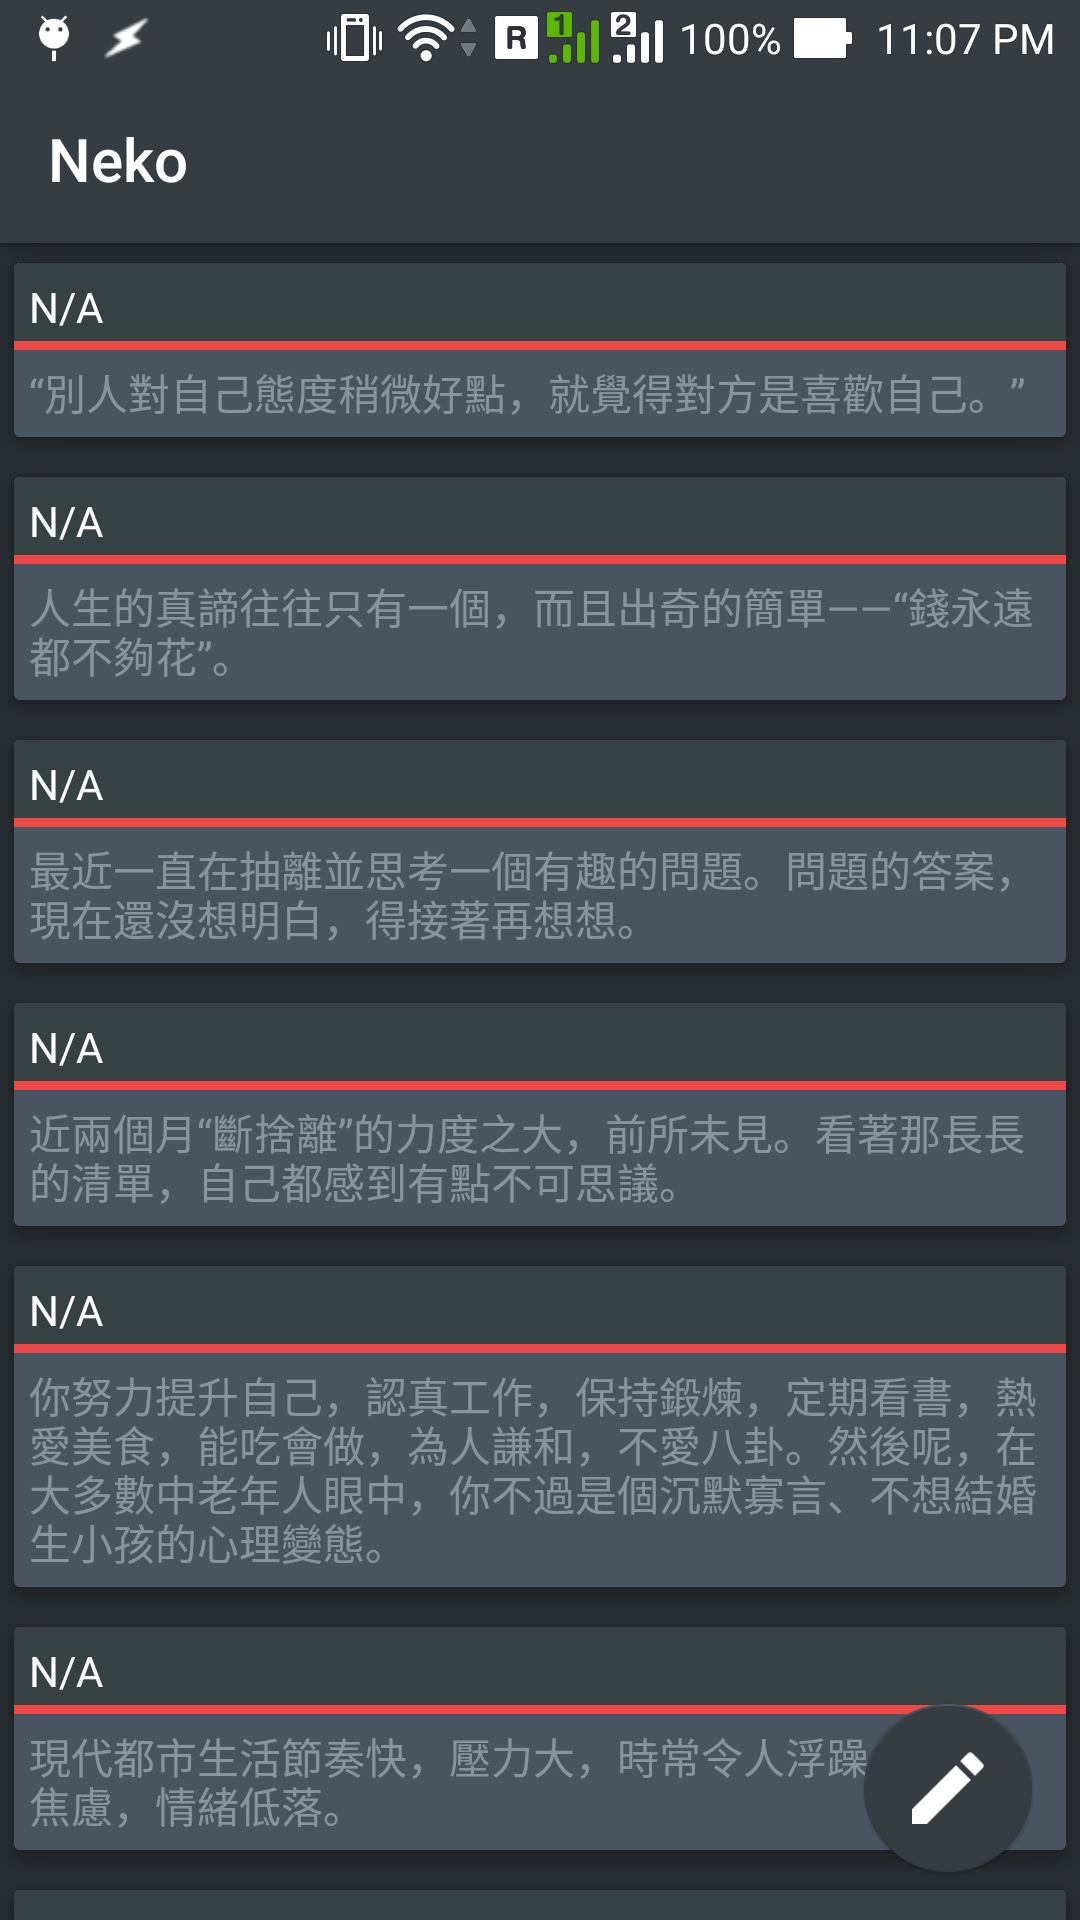 R 1 2 100% 11:07 PM
Neko
N/A
“別人對自己態度稍微好點，就覺得對方是喜歡自己。”
N/A
人生的真諦往往只有一個，而且出奇的簡單——“錢永遠
都不夠花”。
N/A
最近一直在抽離並思考一個有趣的問題。問題的答案，
現在還沒想明白，得接著再想想。
N/A
近兩個月“斷捨離”的力度之大，前所未見。看著那長長
的清單，自己都感到有點不可思議。
N/A
你努力提升自己，認真工作，保持鍛煉，定期看書，熱
愛美食，能吃會做，為人謙和，不愛八卦。然後呢，在
大多數中老年人眼中，你不過是個沉默寡言、不想結婚
生小孩的心理變態。
N/A
現代都市生活節奏快，壓力大，時常令人浮躁
焦慮，情緒低落。